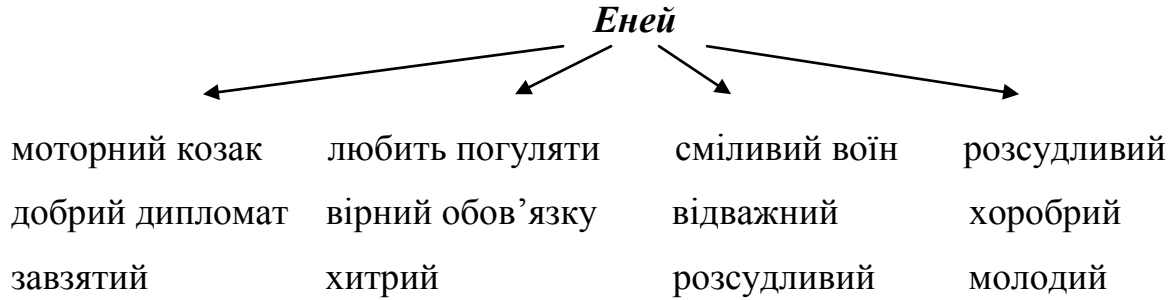 Еней
моторний козак любить погуляти сміливий воїн розсудливий
добрий дипломат вірний обов’язку відважний хоробрий
завзятий хитрий розсудливий молодий